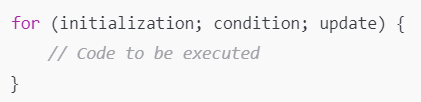 for (initialization; condition; update) {
    // Code to be executed
}